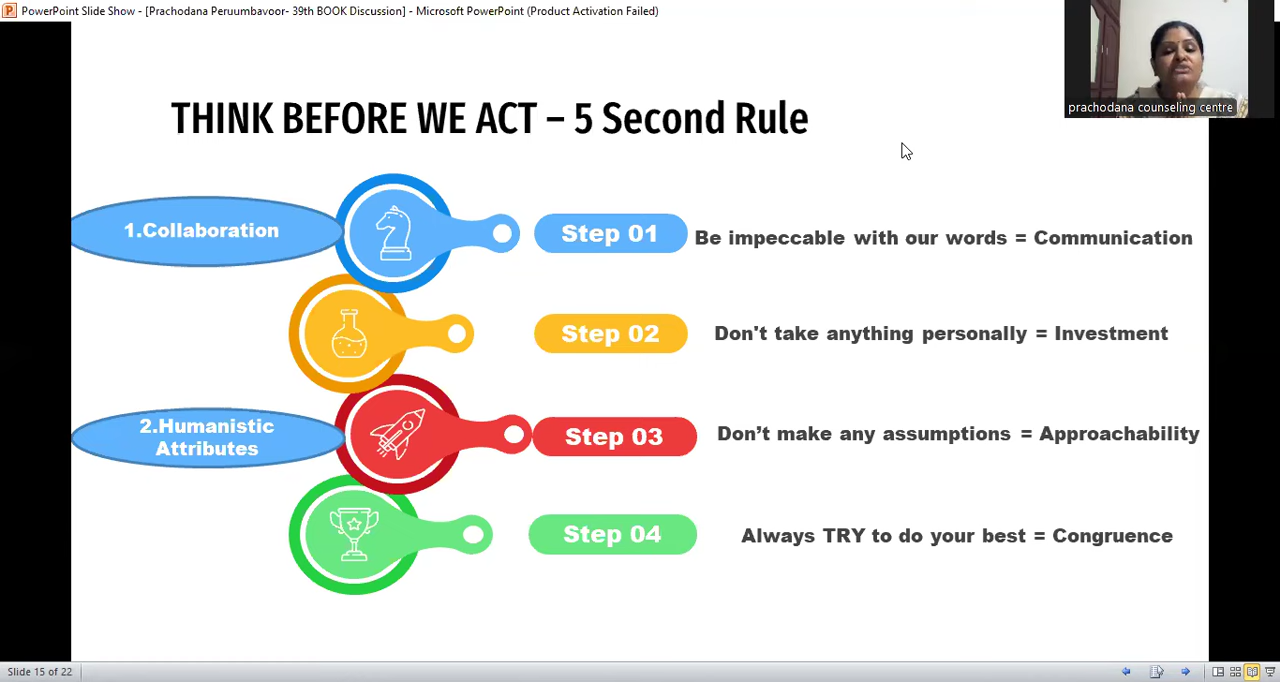 PowerPoint Slide Show - [Prachodana Peruumbavoor- 39th BOOK Discussion] - Microsoft PowerPoint (Product Activation Failed)
prachodana counseling centre
THINK BEFORE WE ACT – 5 Second Rule
1.Collaboration
Step 01
Be impeccable with our words = Communication
Step 02
Don't take anything personally = Investment
2.Humanistic
Attributes
Step 03
Don’t make any assumptions = Approachability
Step 04
Always TRY to do your best = Congruence
Slide 15 of 22